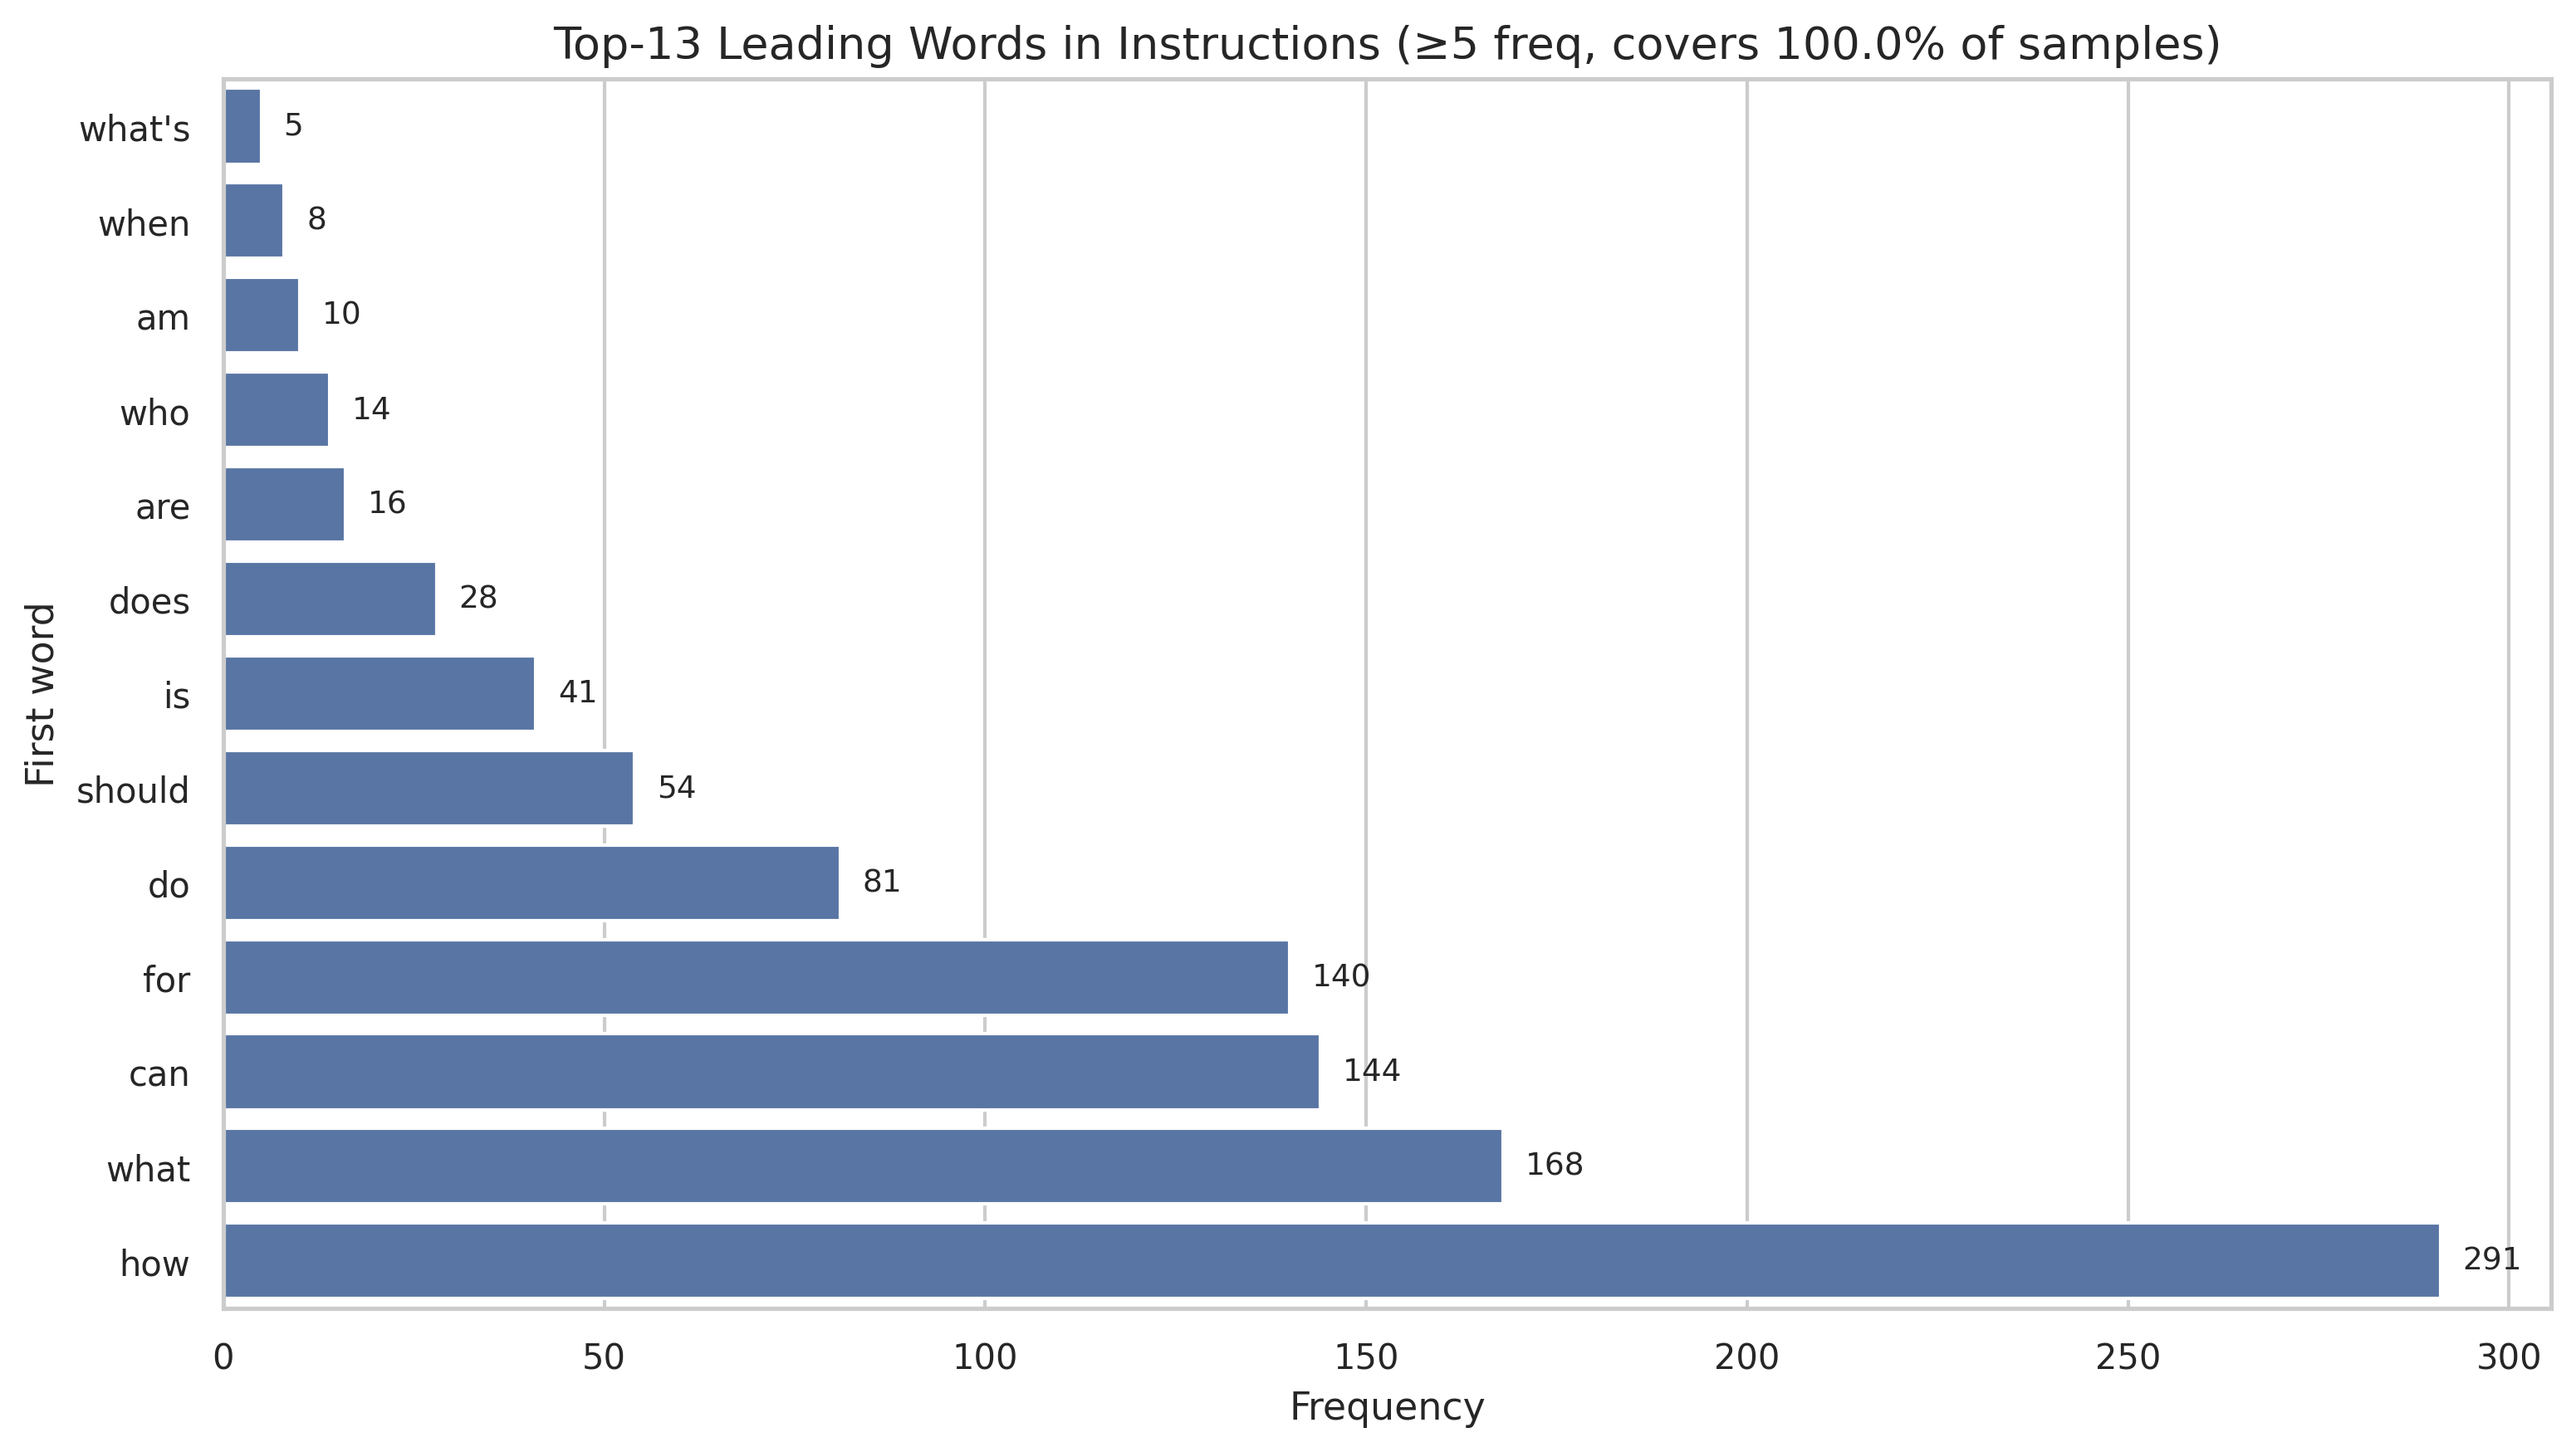 Top-13 Leading Words in Instructions (≥5 freq, covers 100.0% of samples)
First word
what's 5
when 8
am 10
who 14
are 16
does 28
is 41
should 54
do 81
for 140
can 144
what 168
how 291
0 50 100 150 200 250 300
Frequency